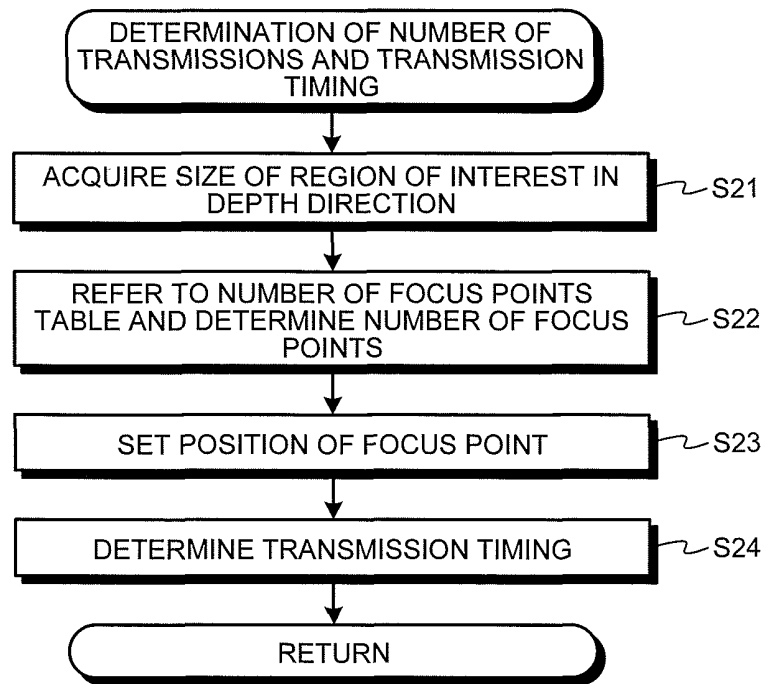 DETERMINATION OF NUMBER OF
TRANSMISSIONS AND TRANSMISSION
TIMING
ACQUIRE SIZE OF REGION OF INTEREST IN
DEPTH DIRECTION
S21
REFER TO NUMBER OF FOCUS POINTS
TABLE AND DETERMINE NUMBER OF FOCUS
POINTS
S22
SET POSITION OF FOCUS POINT
S23
DETERMINE TRANSMISSION TIMING
S24
RETURN